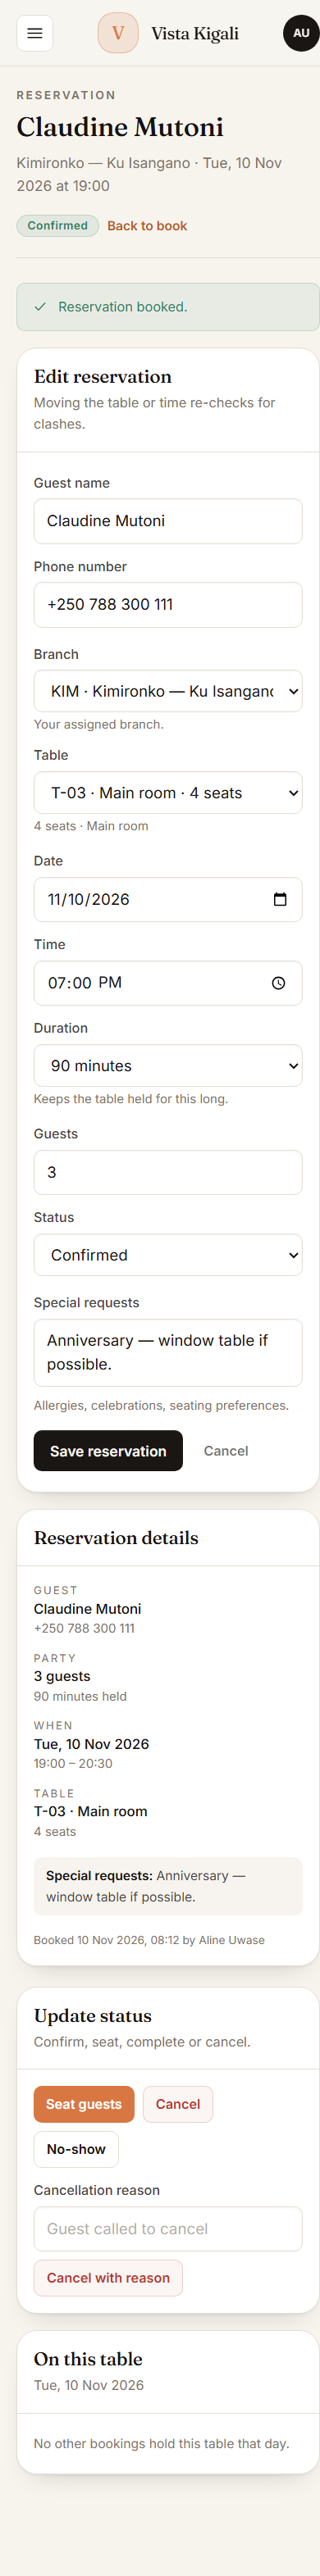 V Vista Kigali AU
RESERVATION
Claudine Mutoni
Kimironko — Ku Isangano · Tue, 10 Nov
2026 at 19:00
Confirmed Back to book
Reservation booked.
Edit reservation
Moving the table or time re-checks for
clashes.
Guest name
Claudine Mutoni
Phone number
+250 788 300 111
Branch
KIM · Kimironko — Ku Isangano
Your assigned branch.
Table
T-03 · Main room · 4 seats
4 seats · Main room
Date
11/10/2026
Time
07:00 PM
Duration
90 minutes
Keeps the table held for this long.
Guests
3
Status
Confirmed
Special requests
Anniversary — window table if
possible.
Allergies, celebrations, seating preferences.
Save reservation Cancel
Reservation details
GUEST
Claudine Mutoni
+250 788 300 111
PARTY
3 guests
90 minutes held
WHEN
Tue, 10 Nov 2026
19:00 – 20:30
TABLE
T-03 · Main room
4 seats
Special requests: Anniversary —
window table if possible.
Booked 10 Nov 2026, 08:12 by Aline Uwase
Update status
Confirm, seat, complete or cancel.
Seat guests Cancel
No-show
Cancellation reason
Guest called to cancel
Cancel with reason
On this table
Tue, 10 Nov 2026
No other bookings hold this table that day.